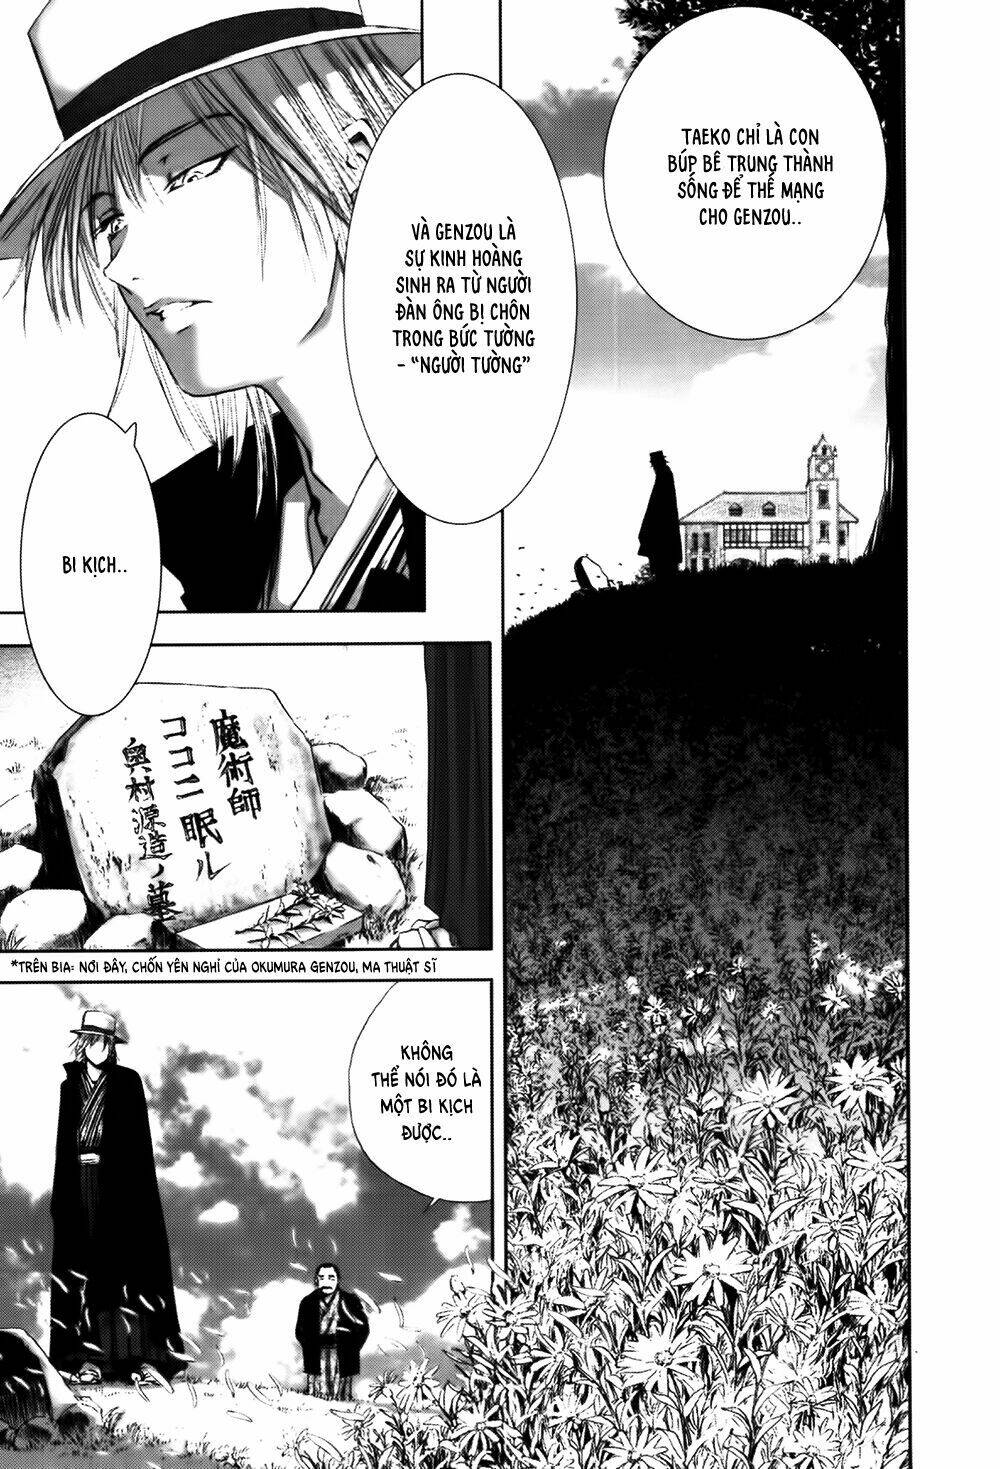 TAEKO CHỈ LÀ CON
BÚP BÊ TRUNG THÀNH
SỐNG ĐỂ THẾ MẠNG
CHO GENZOU..
VÀ GENZOU LÀ
SỰ KINH HOÀNG
SINH RA TỪ NGƯỜI
ĐÀN ÔNG BỊ CHÔN
TRONG BỨC TƯỜNG
- "NGƯỜI TƯỜNG"
BI KỊCH..
魔術師
ココニ眠ル
奥村源造ノ墓
*TRÊN BIA: NƠI ĐÂY, CHỐN YÊN NGHỈ CỦA OKUMURA GENZOU, MA THUẬT SĨ
KHÔNG
THỂ NÓI ĐÓ LÀ
MỘT BI KỊCH
ĐƯỢC..